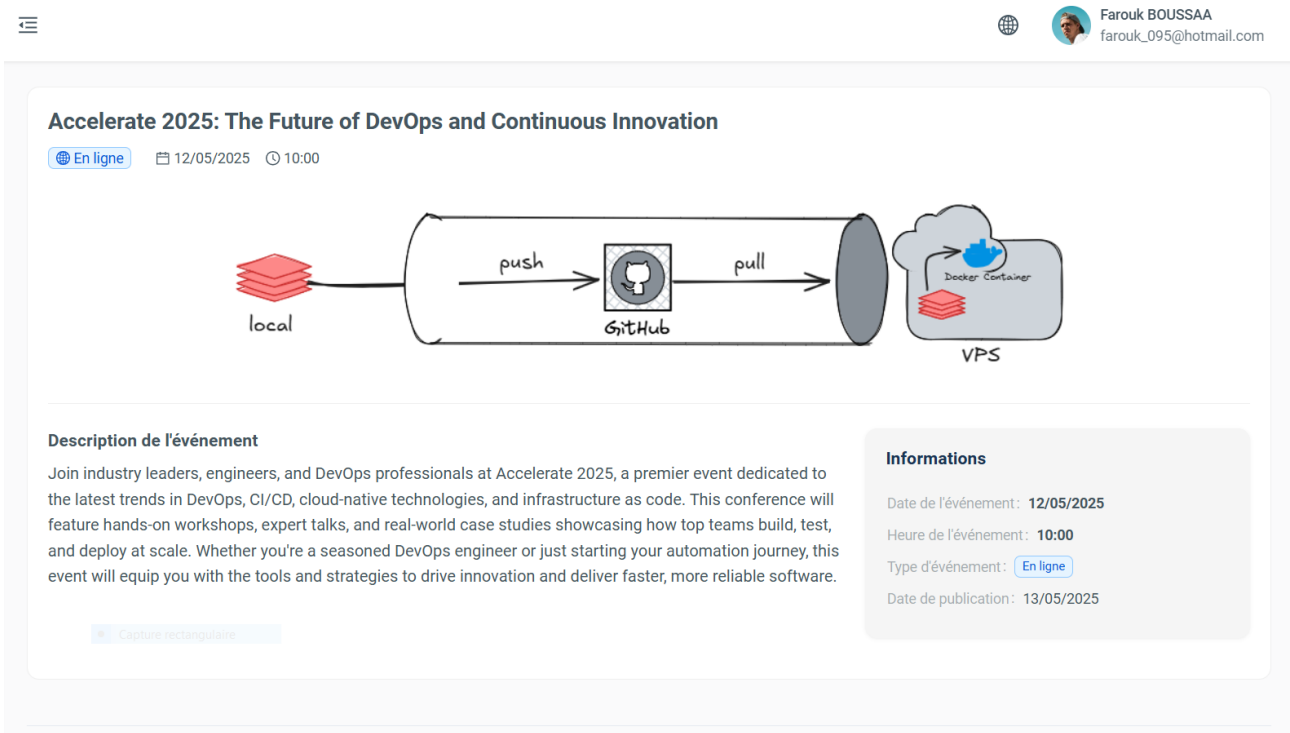 Farouk BOUSSAA
farouk_095@hotmail.com
Accelerate 2025: The Future of DevOps and Continuous Innovation
En ligne 12/05/2025 10:00
local
push
GitHub
pull
Docker Container
VPS
Description de l'événement
Join industry leaders, engineers, and DevOps professionals at Accelerate 2025, a premier event dedicated to
the latest trends in DevOps, CI/CD, cloud-native technologies, and infrastructure as code. This conference will
feature hands-on workshops, expert talks, and real-world case studies showcasing how top teams build, test,
and deploy at scale. Whether you're a seasoned DevOps engineer or just starting your automation journey, this
event will equip you with the tools and strategies to drive innovation and deliver faster, more reliable software.
Capture rectangulaire
Informations
Date de l'événement : 12/05/2025
Heure de l'événement : 10:00
Type d'événement : En ligne
Date de publication : 13/05/2025